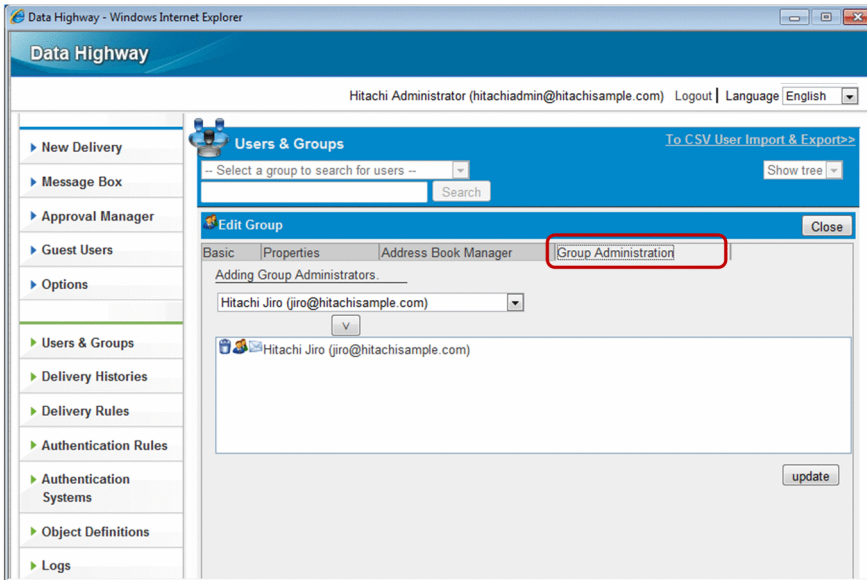 Data Highway - Windows Internet Explorer
Data Highway
Hitachi Administrator (hitachiadmin@hitachisample.com) Logout Language English
New Delivery
Message Box
Approval Manager
Guest Users
Options
Users & Groups
Delivery Histories
Delivery Rules
Authentication Rules
Authentication
Systems
Object Definitions
Logs
Users & Groups
To CSV User Import & Export>>
-- Select a group to search for users --
Show tree
Search
Edit Group
Close
Basic Properties Address Book Manager Group Administration
Adding Group Administrators.
Hitachi Jiro (jiro@hitachisample.com)
V
Hitachi Jiro (jiro@hitachisample.com)
update